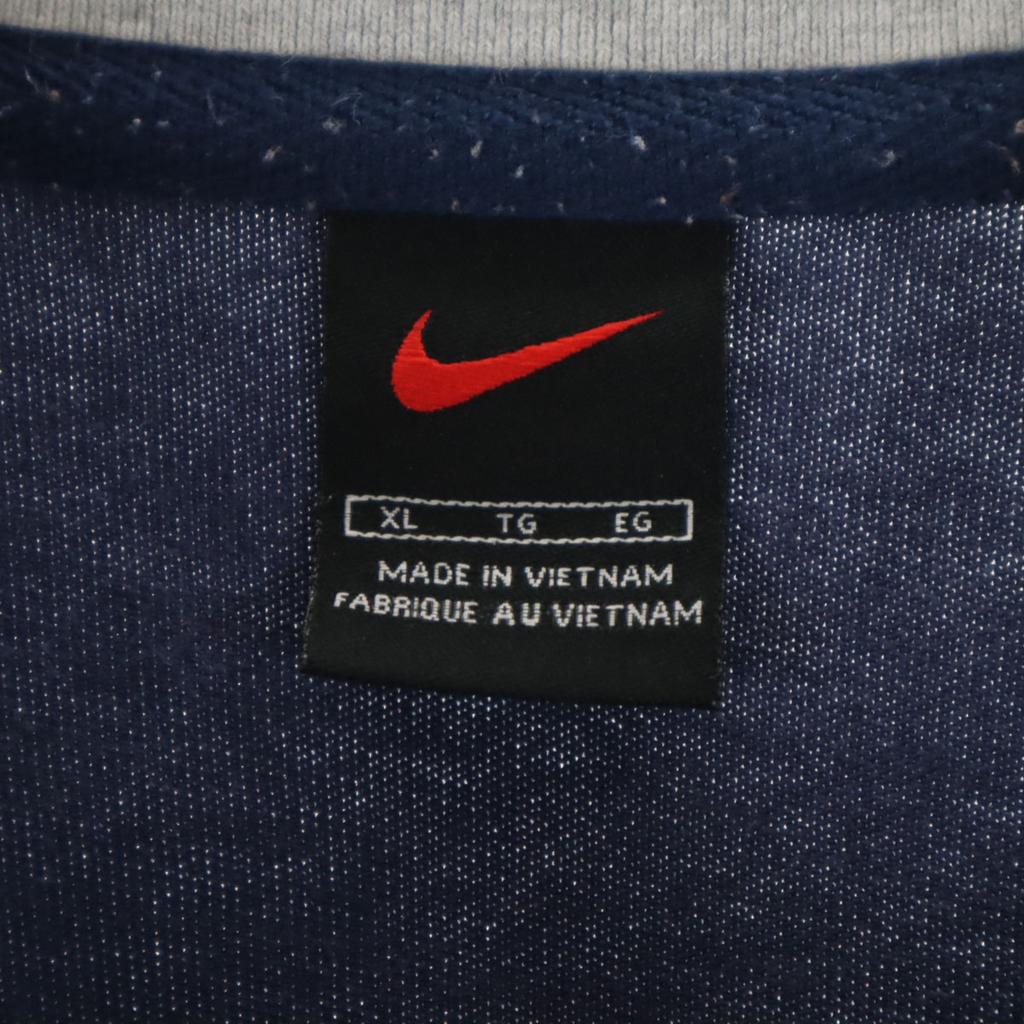 XL TG EG
MADE IN VIETNAM
FABRIQUE AU VIETNAM